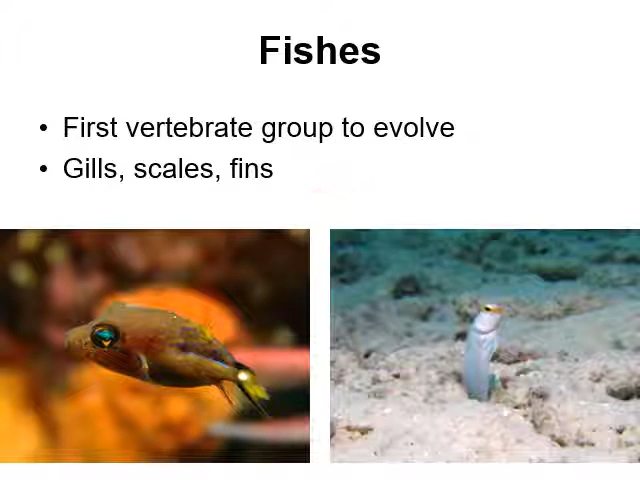 Fishes
• First vertebrate group to evolve
• Gills, scales, fins